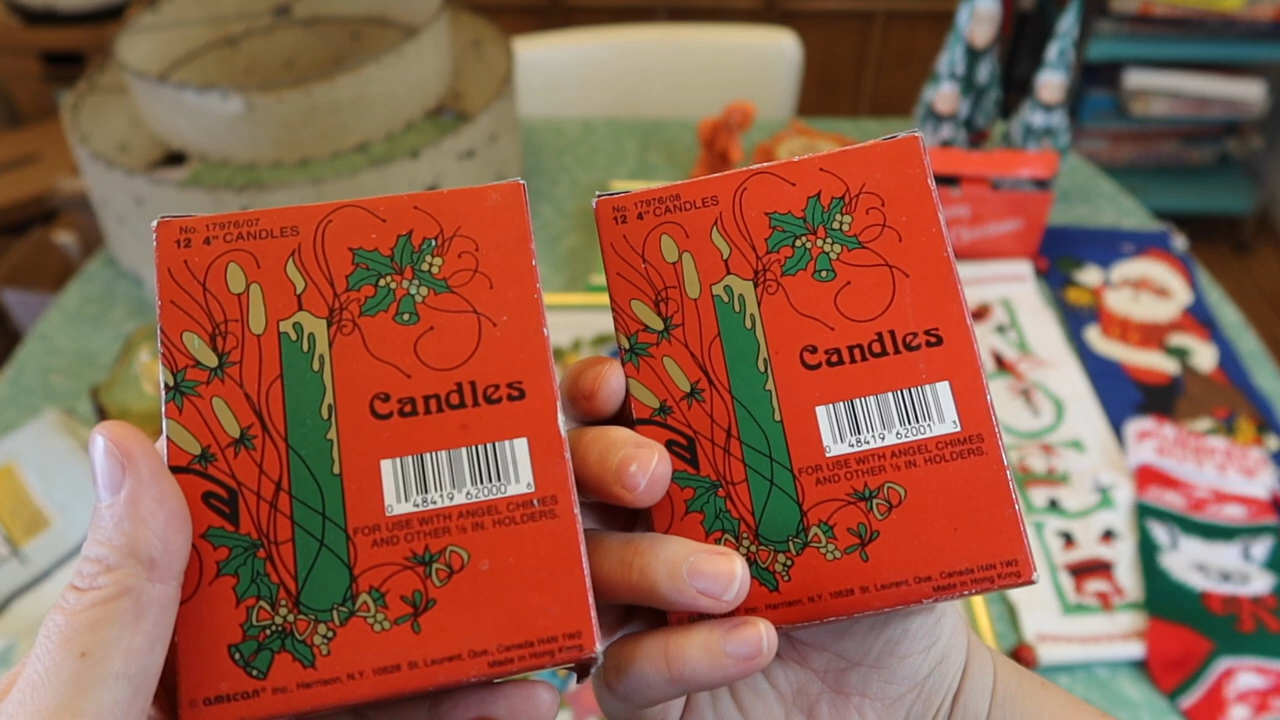 No. 17976/07
12 4" CANDLES
Candles
0 48419 62000 6
FOR USE WITH ANGEL CHIMES
AND OTHER ½ IN. HOLDERS.
© amscan® Inc., Harrison, N.Y. 10528 St. Laurent, Que., Canada H4N 1W2
Made in Hong Kong.
No. 17976/08
12 4" CANDLES
Candles
0 48419 62001 3
FOR USE WITH ANGEL CHIMES
AND OTHER ½ IN. HOLDERS.
Inc., Harrison, N.Y. 10528 St. Laurent, Que., Canada H4N 1W2
Made in Hong Kong.